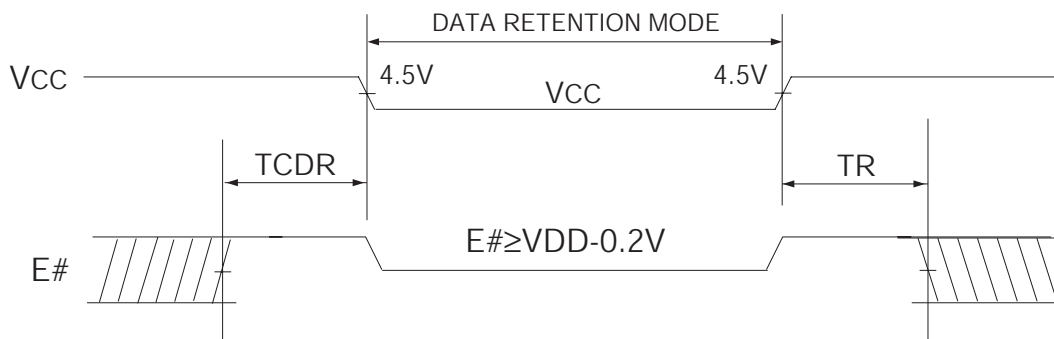 DATA RETENTION MODE
VCC
4.5V
VCC
4.5V
TCDR
TR
E#
E#≥VDD-0.2V